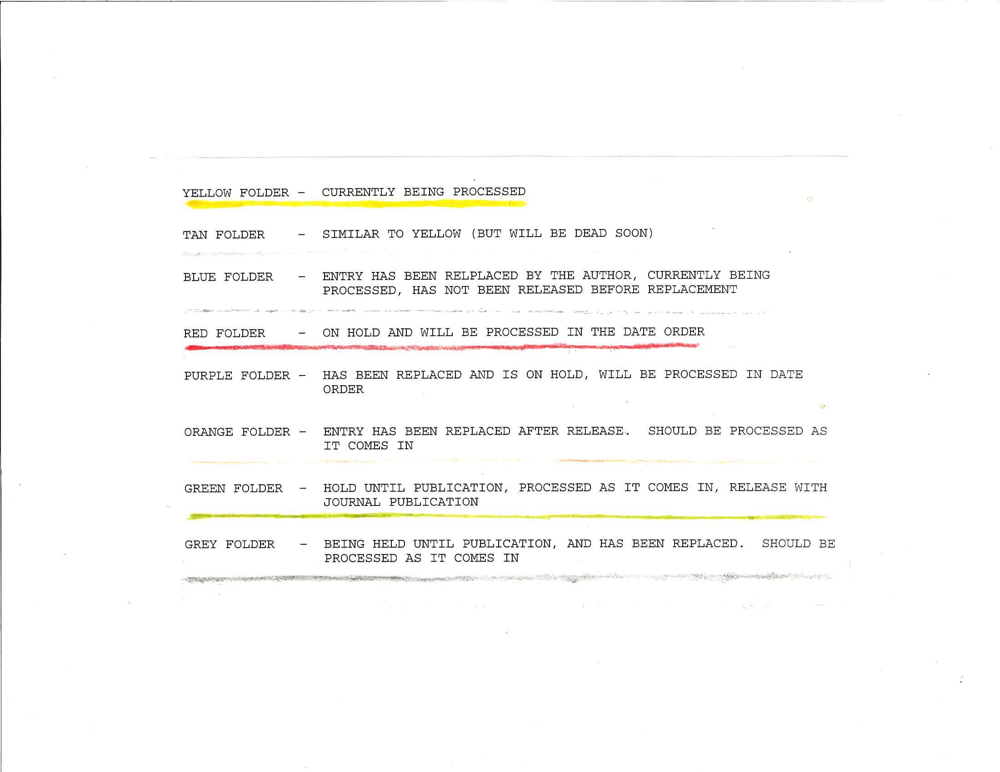 YELLOW FOLDER - CURRENTLY BEING PROCESSED
TAN FOLDER - SIMILAR TO YELLOW (BUT WILL BE DEAD SOON)
BLUE FOLDER - ENTRY HAS BEEN RELPLACED BY THE AUTHOR, CURRENTLY BEING
PROCESSED, HAS NOT BEEN RELEASED BEFORE REPLACEMENT
RED FOLDER - ON HOLD AND WILL BE PROCESSED IN THE DATE ORDER
PURPLE FOLDER - HAS BEEN REPLACED AND IS ON HOLD, WILL BE PROCESSED IN DATE
ORDER
ORANGE FOLDER - ENTRY HAS BEEN REPLACED AFTER RELEASE. SHOULD BE PROCESSED AS
IT COMES IN
GREEN FOLDER - HOLD UNTIL PUBLICATION, PROCESSED AS IT COMES IN, RELEASE WITH
JOURNAL PUBLICATION
GREY FOLDER - BEING HELD UNTIL PUBLICATION, AND HAS BEEN REPLACED. SHOULD BE
PROCESSED AS IT COMES IN